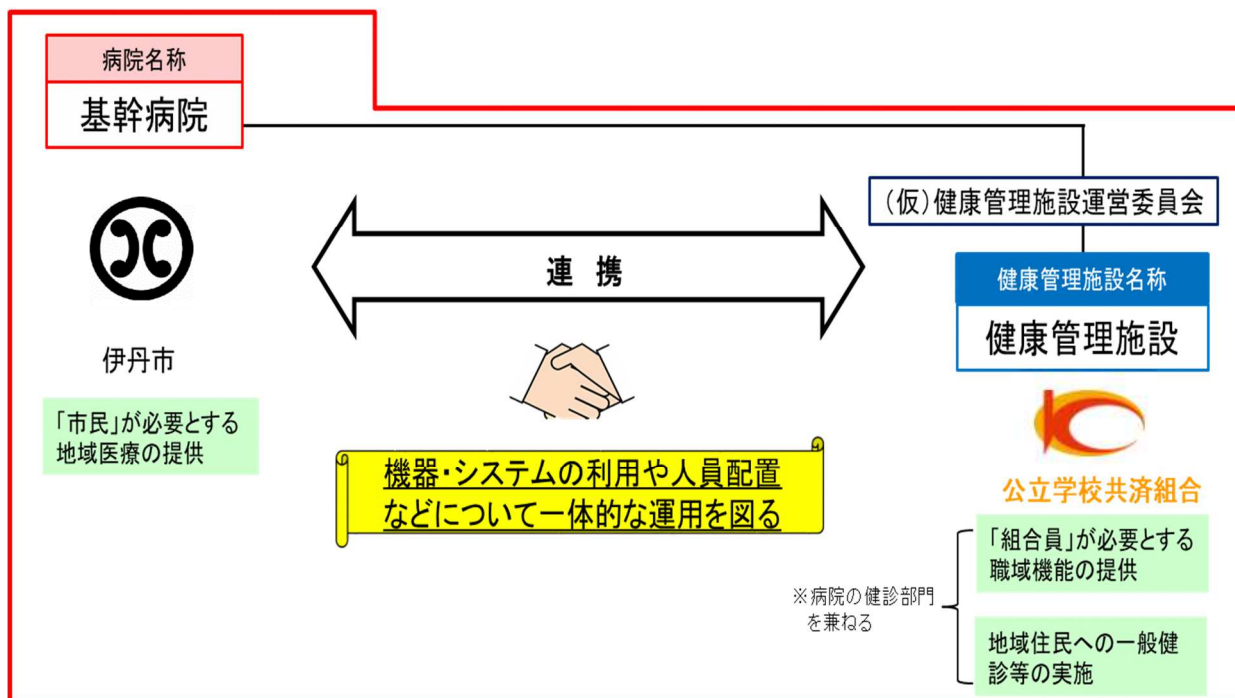 病院名称
基幹病院
(仮)健康管理施設運営委員会
連 携
健康管理施設名称
健康管理施設
伊丹市
「市民」が必要とする
地域医療の提供
機器・システムの利用や人員配置
などについて一体的な運用を図る
公立学校共済組合
「組合員」が必要とする
職域機能の提供
※病院の健診部門
を兼ねる
地域住民への一般健
診等の実施